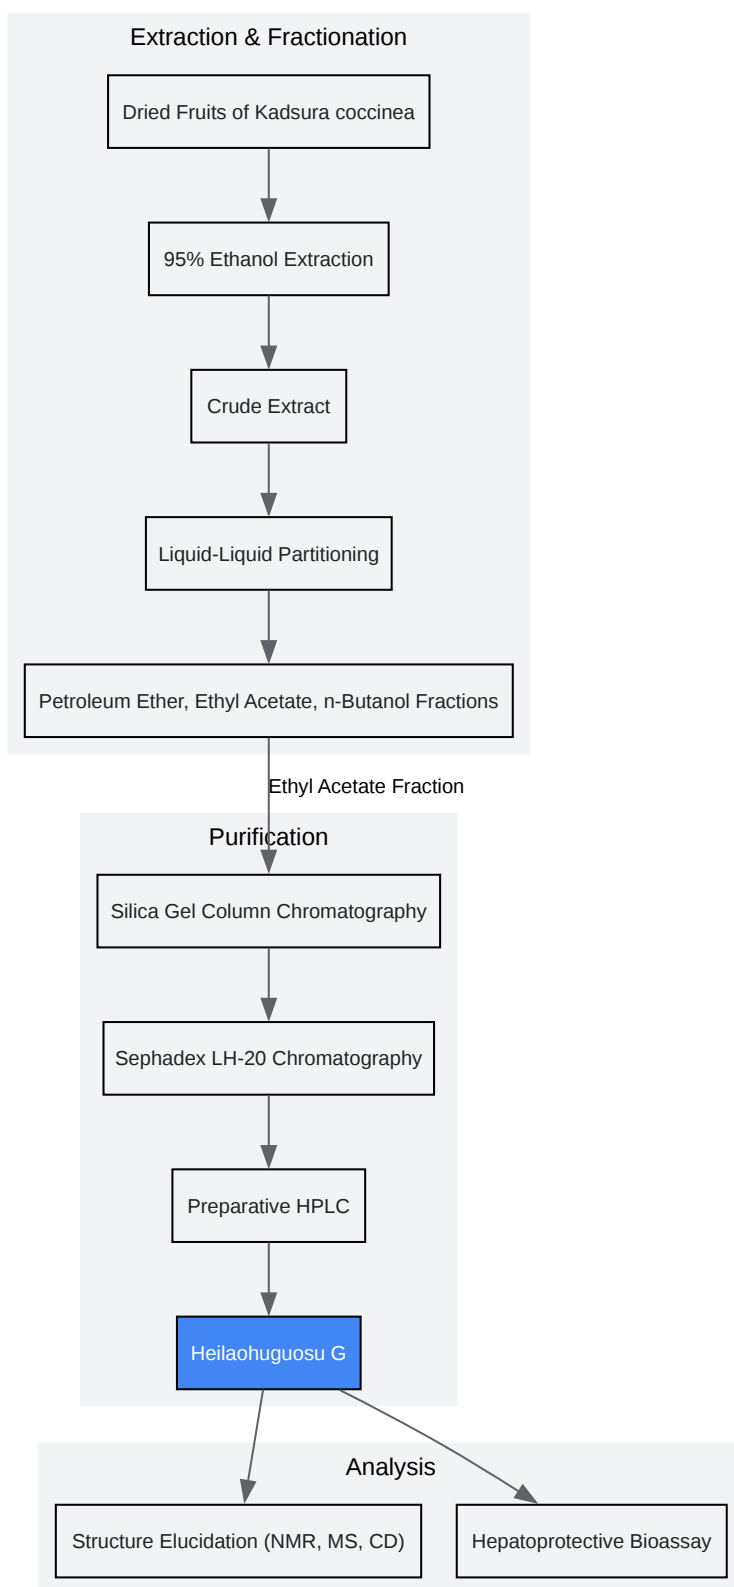 Extraction & Fractionation
Dried Fruits of Kadsura coccinea
95% Ethanol Extraction
Crude Extract
Liquid-Liquid Partitioning
Petroleum Ether, Ethyl Acetate, n-Butanol Fractions
Ethyl Acetate Fraction
Purification
Silica Gel Column Chromatography
Sephadex LH-20 Chromatography
Preparative HPLC
Heilaohuguosu G
Analysis
Structure Elucidation (NMR, MS, CD)
Hepatoprotective Bioassay